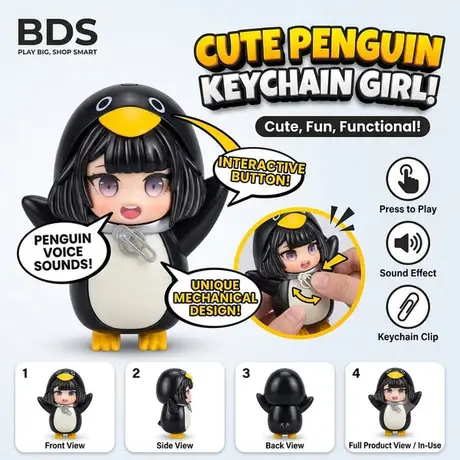 BDS
PLAY BIG, SHOP SMART
CUTE PENGUIN
KEYCHAIN GIRL!
Cute, Fun, Functional!
INTERACTIVE
BUTTON!
PENGUIN
VOICE
SOUNDS!
UNIQUE
MECHANICAL
DESIGN!
Press to Play
Sound Effect
Keychain Clip
1
Front View
2
Side View
3
Back View
4
Full Product View / In-Use